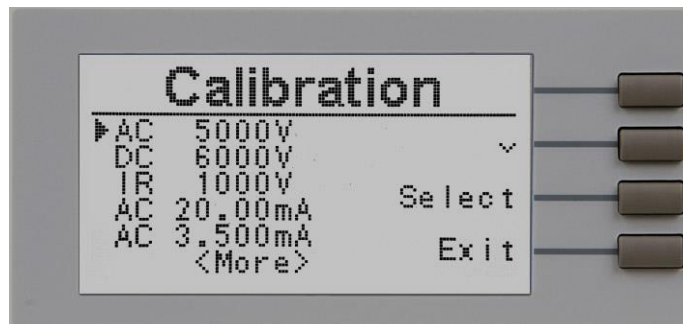 Calibration
AC 5000V
DC 6000V
IR 1000V
Select
AC 20.00mA
AC 3.500mA
Exit
<More>